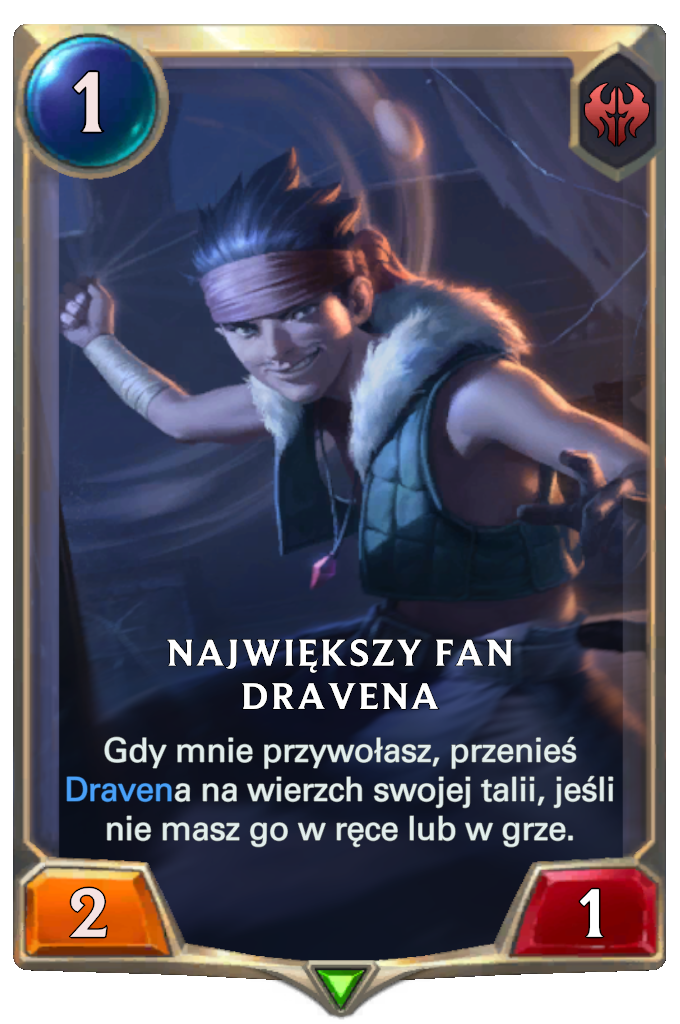 1
NAJWIĘKSZY FAN
DRAVENA
Gdy mnie przywołasz, przenieś
Dravena na wierzch swojej talii, jeśli
nie masz go w ręce lub w grze.
2
1